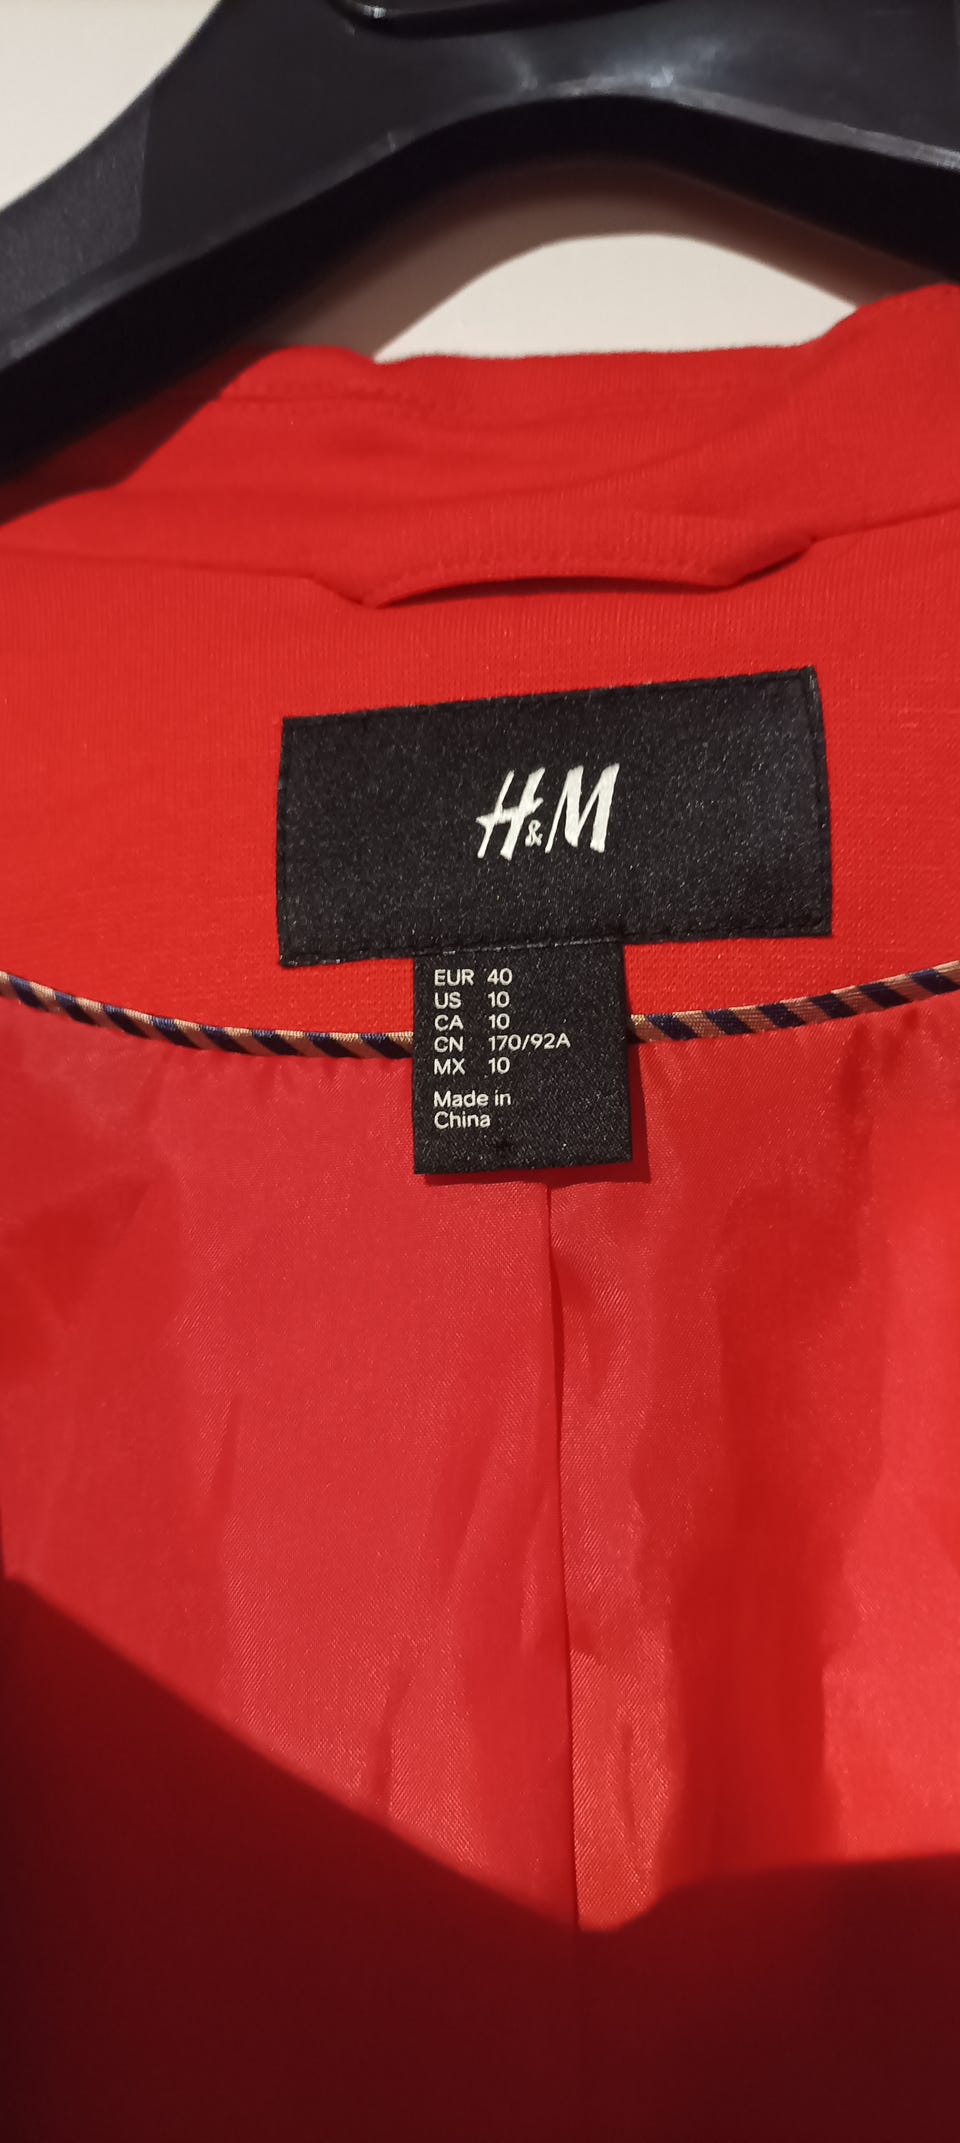 H&M
EUR 40
US 10
CA 10
CN 170/92A
MX 10
Made in
China